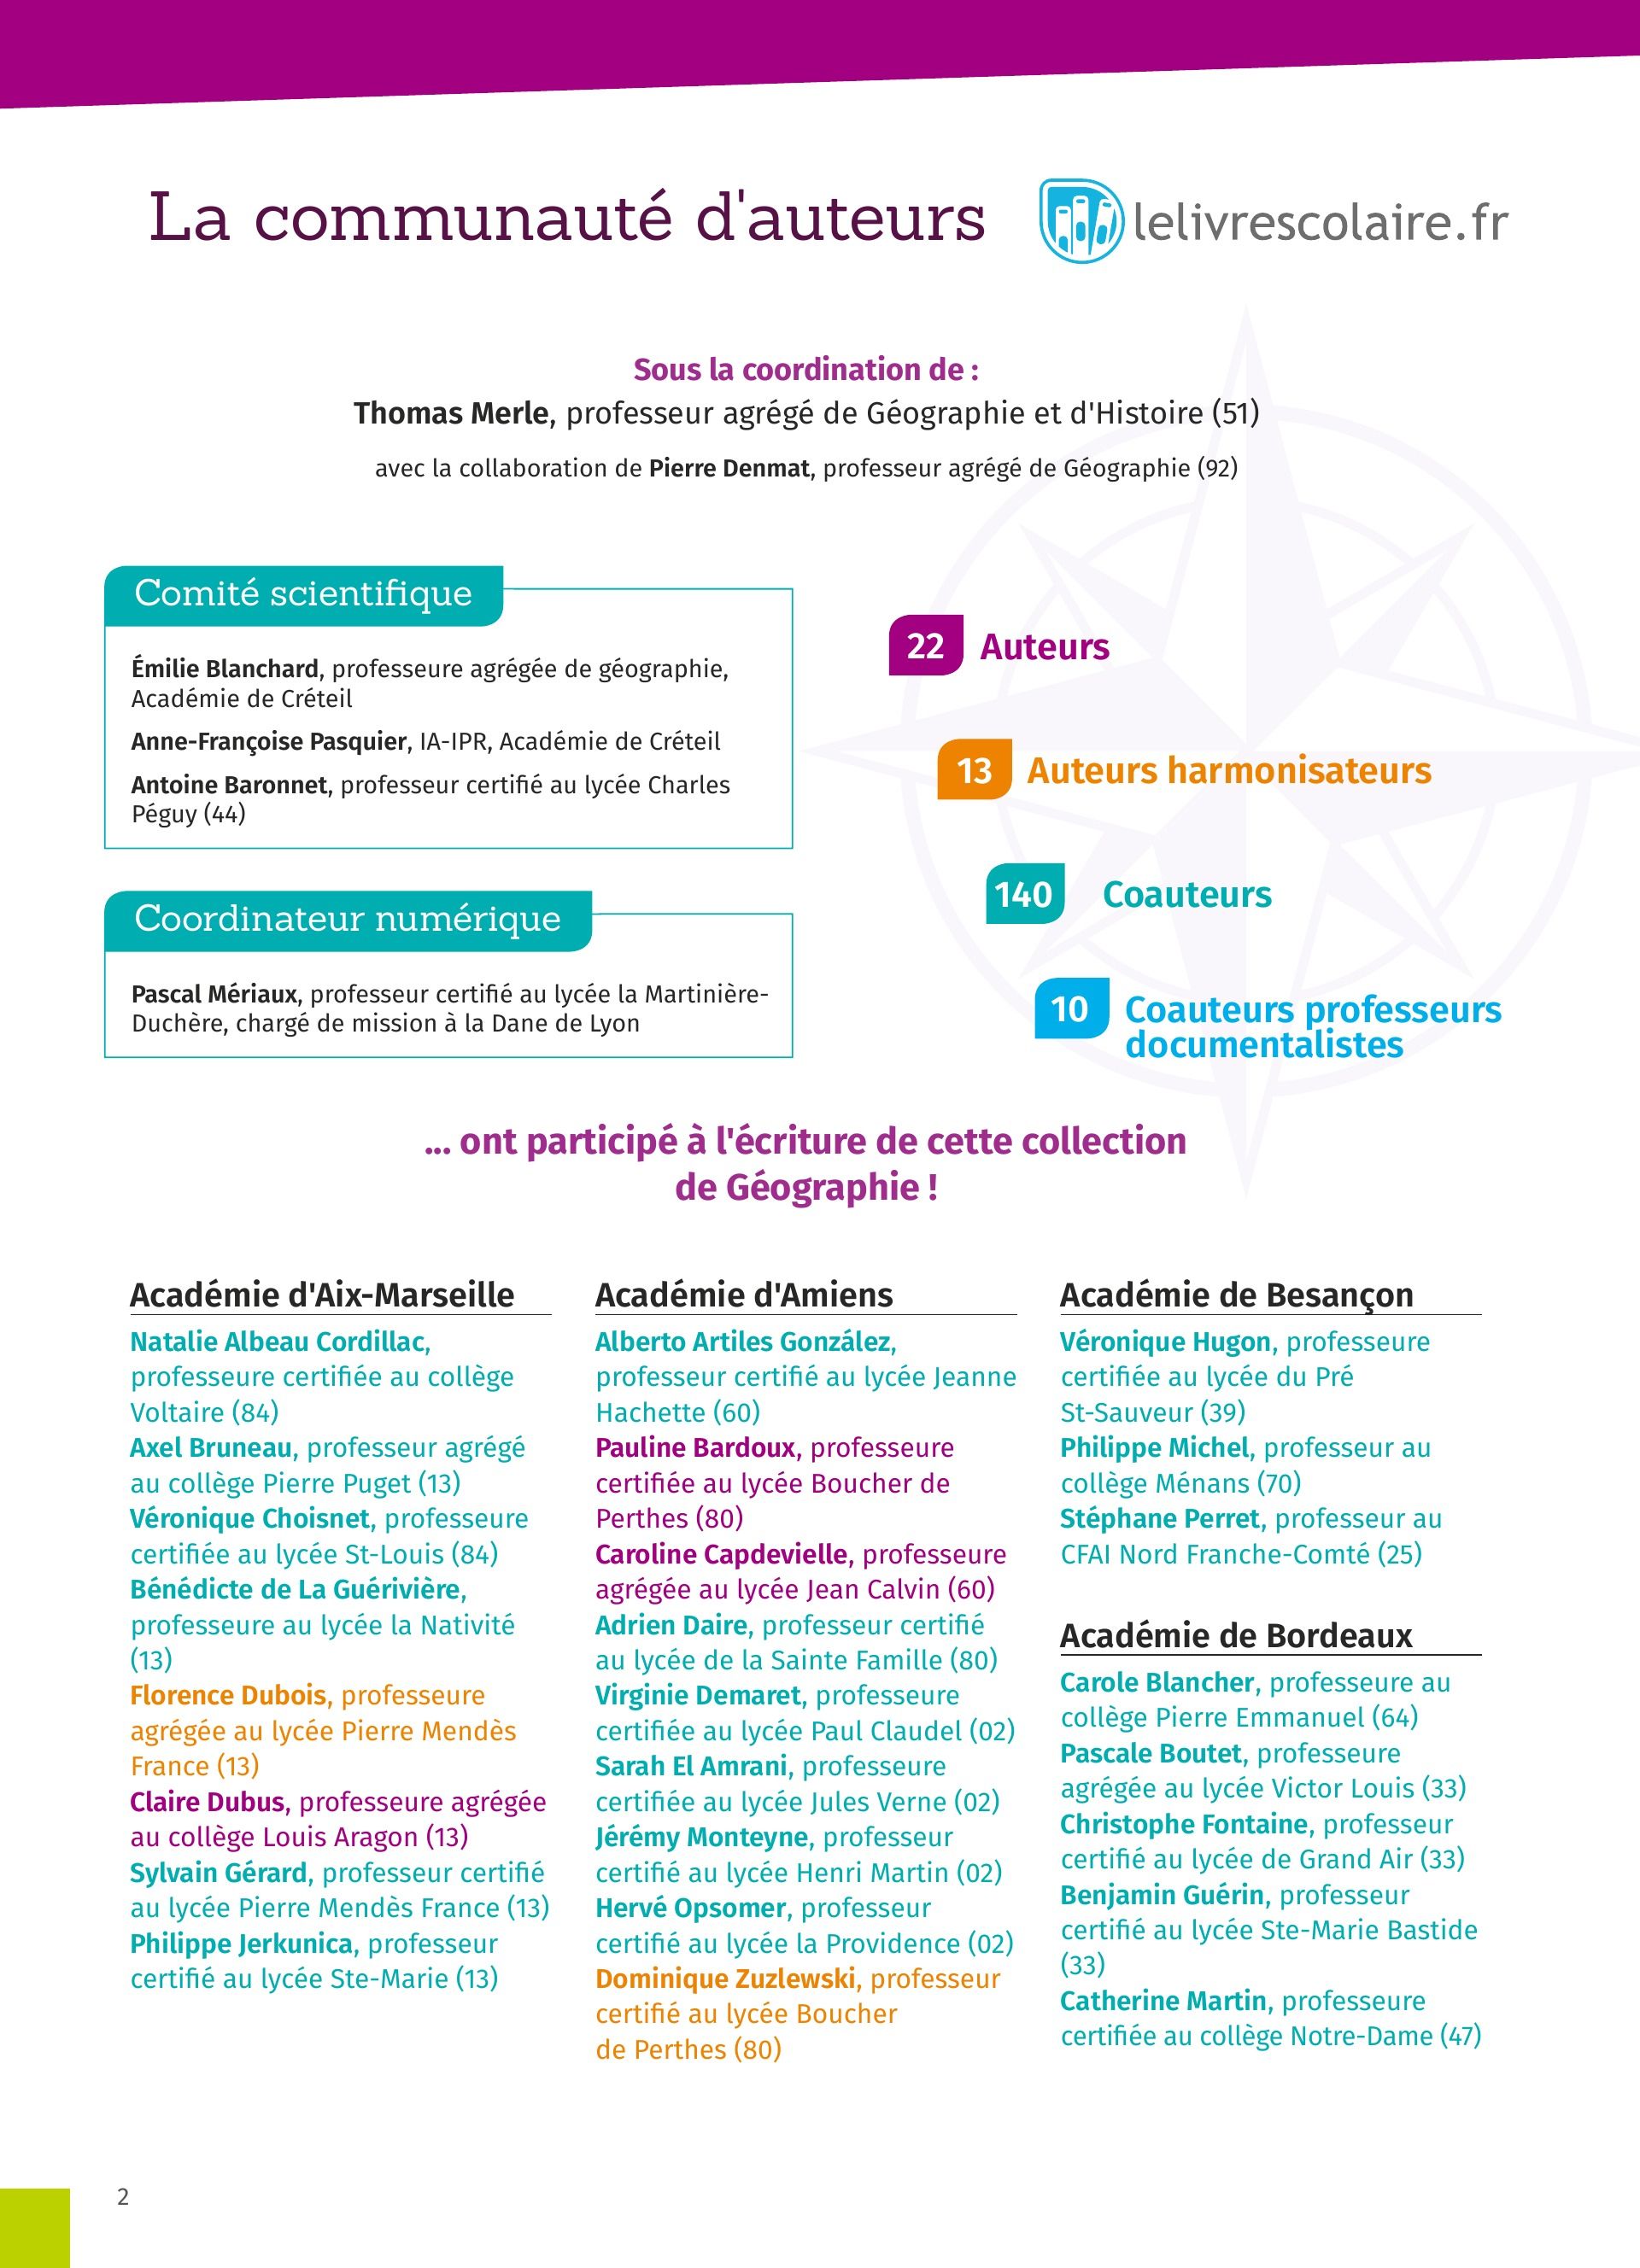 La communauté d'auteurs
lelivrescolaire.fr
Sous la coordination de :
Thomas Merle, professeur agrégé de Géographie et d'Histoire (51)
avec la collaboration de Pierre Denmat, professeur agrégé de Géographie (92)
Comité scientifique
Émilie Blanchard, professeure agrégée de géographie,
Académie de Créteil
Anne-Françoise Pasquier, IA-IPR, Académie de Créteil
Antoine Baronnet, professeur certifié au lycée Charles
Péguy (44)
Coordinateur numérique
Pascal Mériaux, professeur certifié au lycée la Martinière-
Duchère, chargé de mission à la Dane de Lyon
22 Auteurs
13 Auteurs harmonisateurs
140 Coauteurs
10 Coauteurs professeurs
documentalistes
... ont participé à l'écriture de cette collection
de Géographie !
Académie d'Aix-Marseille
Natalie Albeau Cordillac,
professeure certifiée au collège
Voltaire (84)
Axel Bruneau, professeur agrégé
au collège Pierre Puget (13)
Véronique Choisnet, professeure
certifiée au lycée St-Louis (84)
Bénédicte de La Guérivière,
professeure au lycée la Nativité
(13)
Florence Dubois, professeure
agrégée au lycée Pierre Mendès
France (13)
Claire Dubus, professeure agrégée
au collège Louis Aragon (13)
Sylvain Gérard, professeur certifié
au lycée Pierre Mendès France (13)
Philippe Jerkunica, professeur
certifié au lycée Ste-Marie (13)
Académie d'Amiens
Alberto Artiles González,
professeur certifié au lycée Jeanne
Hachette (60)
Pauline Bardoux, professeure
certifiée au lycée Boucher de
Perthes (80)
Caroline Capdevielle, professeure
agrégée au lycée Jean Calvin (60)
Adrien Daire, professeur certifié
au lycée de la Sainte Famille (80)
Virginie Demaret, professeure
certifiée au lycée Paul Claudel (02)
Sarah El Amrani, professeure
certifiée au lycée Jules Verne (02)
Jérémy Monteyne, professeur
certifié au lycée Henri Martin (02)
Hervé Opsomer, professeur
certifié au lycée la Providence (02)
Dominique Zuzlewski, professeur
certifié au lycée Boucher
de Perthes (80)
Académie de Besançon
Véronique Hugon, professeure
certifiée au lycée du Pré
St-Sauveur (39)
Philippe Michel, professeur au
collège Ménans (70)
Stéphane Perret, professeur au
CFAI Nord Franche-Comté (25)
Académie de Bordeaux
Carole Blancher, professeure au
collège Pierre Emmanuel (64)
Pascale Boutet, professeure
agrégée au lycée Victor Louis (33)
Christophe Fontaine, professeur
certifié au lycée de Grand Air (33)
Benjamin Guérin, professeur
certifié au lycée Ste-Marie Bastide
(33)
Catherine Martin, professeure
certifiée au collège Notre-Dame (47)
2